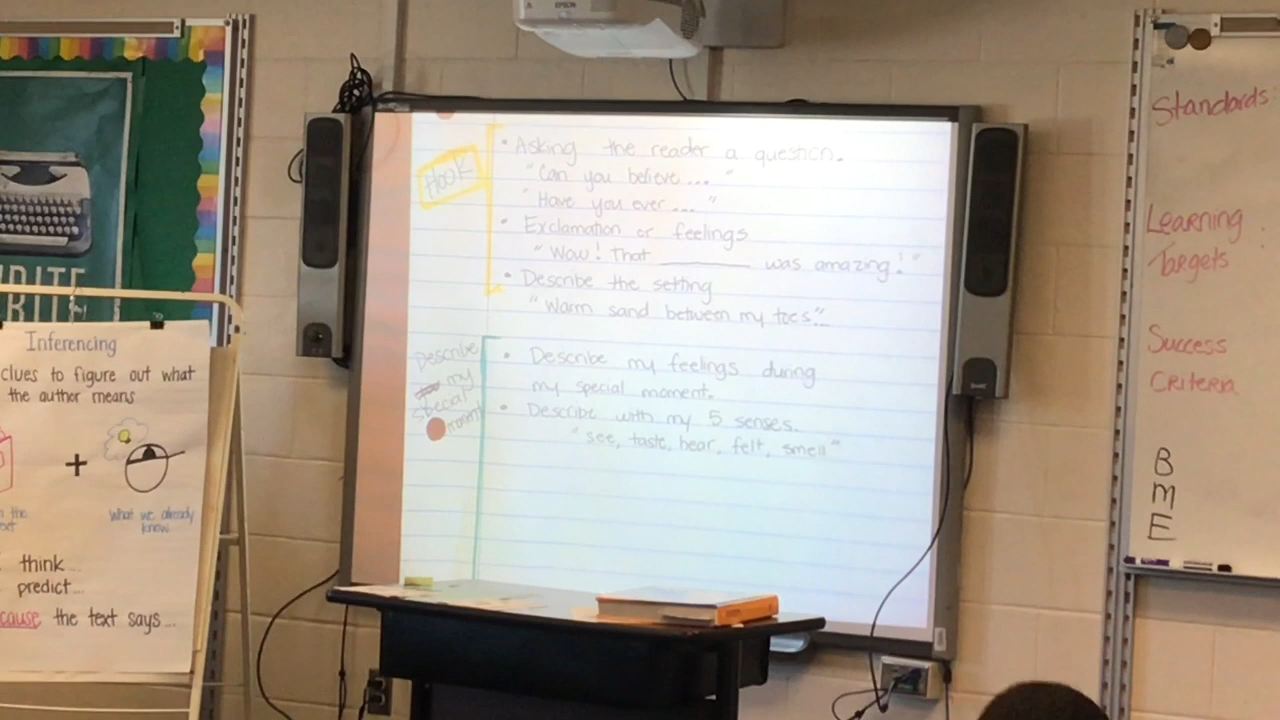 EPSON
WRITE
Inferencing
clues to figure out what
the author means
+
What we already
know
think...
predict...
cause the text says...
Hook
• Asking the reader a question.
"Can you believe... "
"Have you ever ... "
• Exclamation or feelings
"Wow! That ________ was amazing!"
• Describe the setting
"Warm sand between my toes"...
Describe
my
special
moment
• Describe my feelings during
my special moment.
• Describe with my 5 senses.
"see, taste, hear, felt, smell"
Standards:
Learning
Targets
Success
Criteria
B
M
E